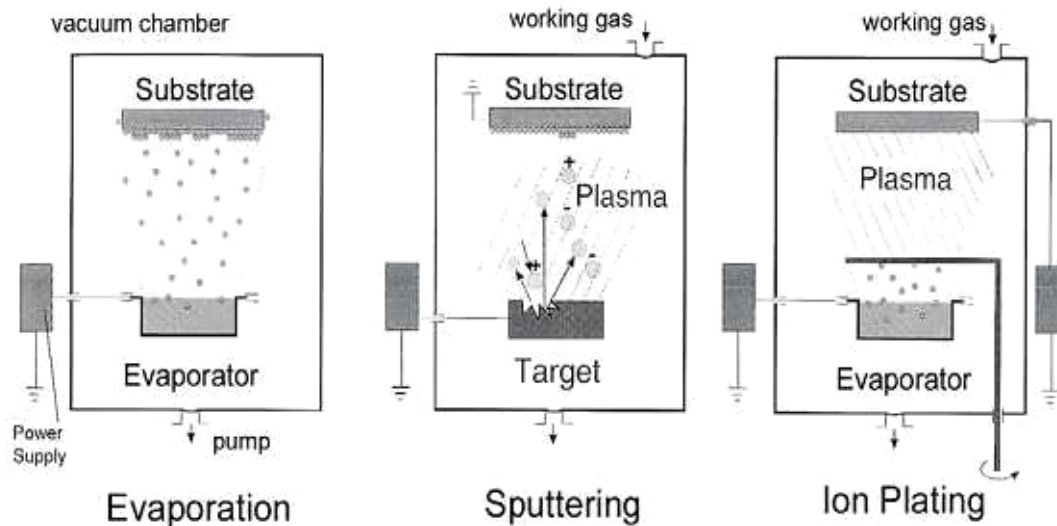 vacuum chamber
Substrate
Evaporator
Power
Supply
pump
Evaporation
working gas
Substrate
+
Plasma
-
+
-
+
Target
Sputtering
working gas
Substrate
Plasma
Evaporator
Ion Plating